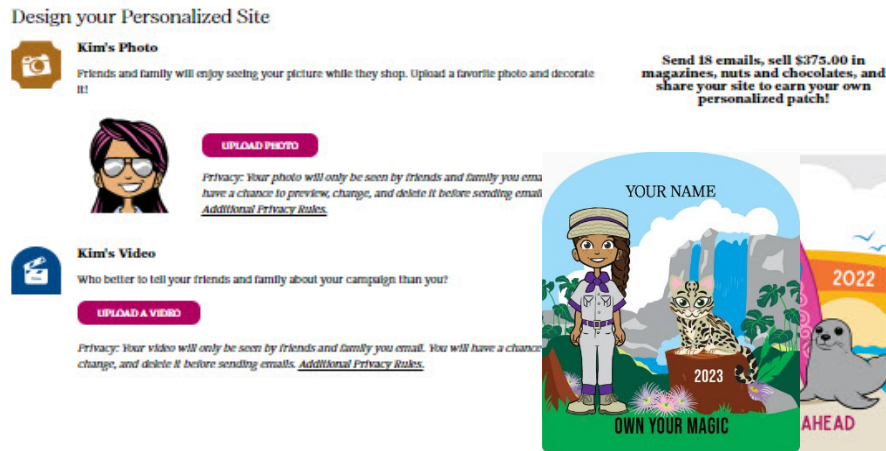 Design your Personalized Site
Kim's Photo
Friends and family will enjoy seeing your picture while they shop. Upload a favorite photo and decorate
it!
UPLOAD PHOTO
Privacy: Your photo will only be seen by friends and family you ema
have a chance to preview, change, and delete it before sending email
Additional Privacy Rules.
Kim's Video
Who better to tell your friends and family about your campaign than you?
UPLOAD A VIDEO
Privacy: Your video will only be seen by friends and family you email. You will have a chance
change, and delete it before sending emails. Additional Privacy Rules.
Send 18 emails, sell $375.00 in
magazines, nuts and chocolates, and
share your site to earn your own
personalized patch!
YOUR NAME
2023
OWN YOUR MAGIC
2022
AHEAD